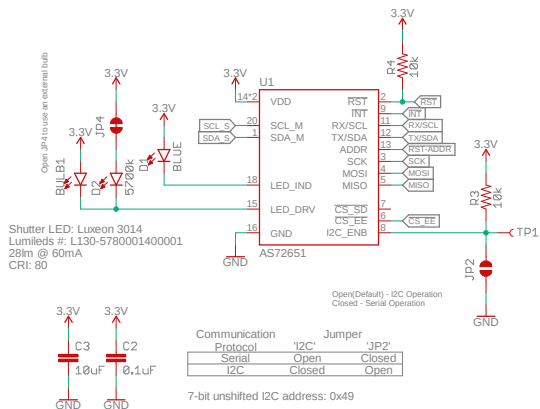 3.3V
R4
10k
3.3V
U1
14*2
VDD
RST
2
RST
INT
9
INT
SCL_S
20
SCL_M
RX/SCL
11
RX/SCL
SDA_S
1
SDA_M
TX/SDA
12
TX/SDA
ADDR
13
RST-ADDR
SCK
3
SCK
MOSI
4
MOSI
MISO
5
MISO
18
LED_IND
15
LED_DRV
CS_SD
7
CS_EE
6
CS_EE
16
GND
I2C_ENB
8
AS72651
GND
Open JP4 to use an external bulb
3.3V
3.3V
3.3V
JP4
BULB1
D2
5700k
D1
BLUE
3.3V
R3
10k
TP1
JP2
GND
Shutter LED: Luxeon 3014
Lumileds #: L130-5780001400001
28lm @ 60mA
CRI: 80
Open(Default) - I2C Operation
Closed - Serial Operation
3.3V
C3
10uF
GND
3.3V
C2
0.1uF
GND
Communication Jumper
Protocol 'I2C' 'JP2'
Serial Open Closed
I2C Closed Open
7-bit unshifted I2C address: 0x49